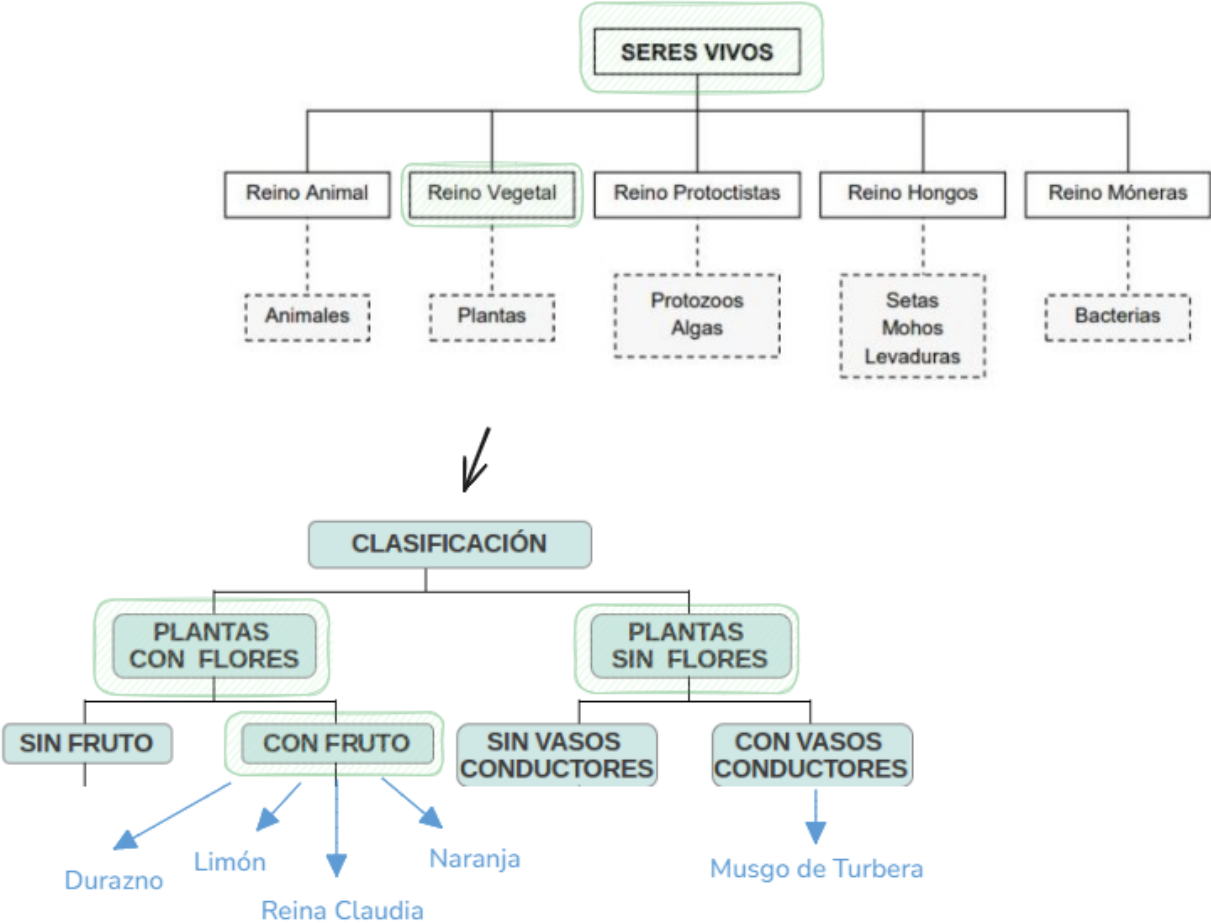 SERES VIVOS
Reino Animal
Reino Vegetal
Reino Protoctistas
Reino Hongos
Reino Móneras
Animales
Plantas
Protozoos
Algas
Setas
Mohos
Levaduras
Bacterias
CLASIFICACIÓN
PLANTAS
CON FLORES
PLANTAS
SIN FLORES
SIN FRUTO
CON FRUTO
SIN VASOS
CONDUCTORES
CON VASOS
CONDUCTORES
Durazno
Limón
Reina Claudia
Naranja
Musgo de Turbera